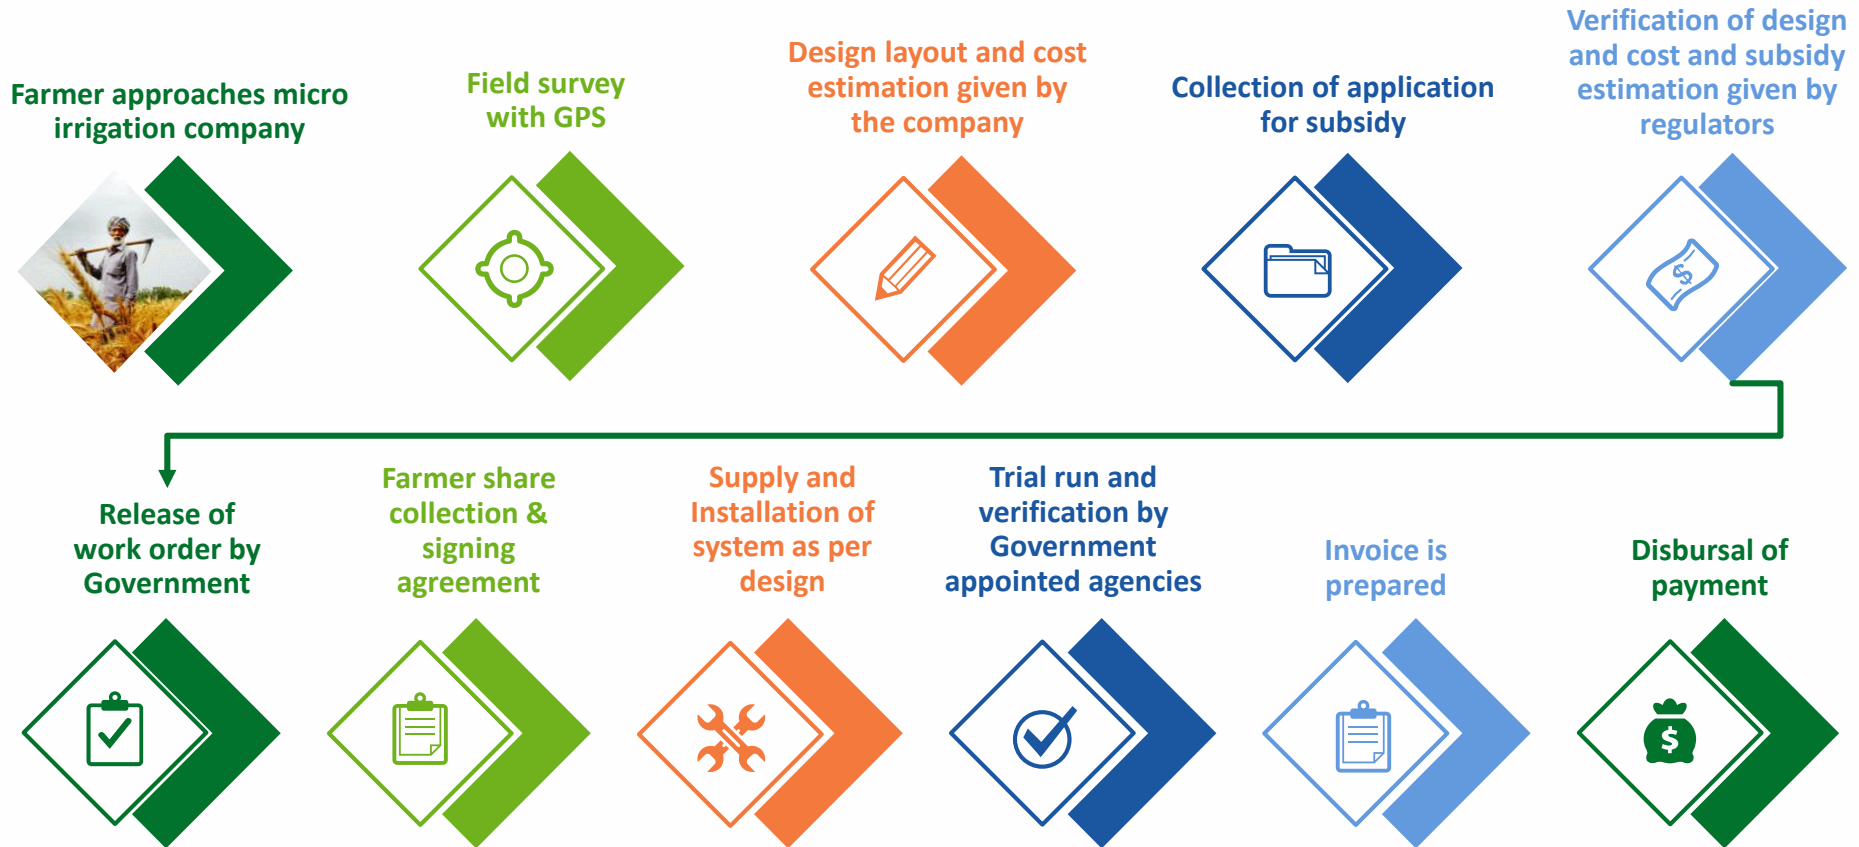 Farmer approaches micro
irrigation company
Field survey
with GPS
Design layout and cost
estimation given by
the company
Collection of application
for subsidy
Verification of design
and cost and subsidy
estimation given by
regulators
$
Release of
work order by
Government
Farmer share
collection &
signing
agreement
Supply and
Installation of
system as per
design
Trial run and
verification by
Government
appointed agencies
Invoice is
prepared
Disbursal of
payment
$